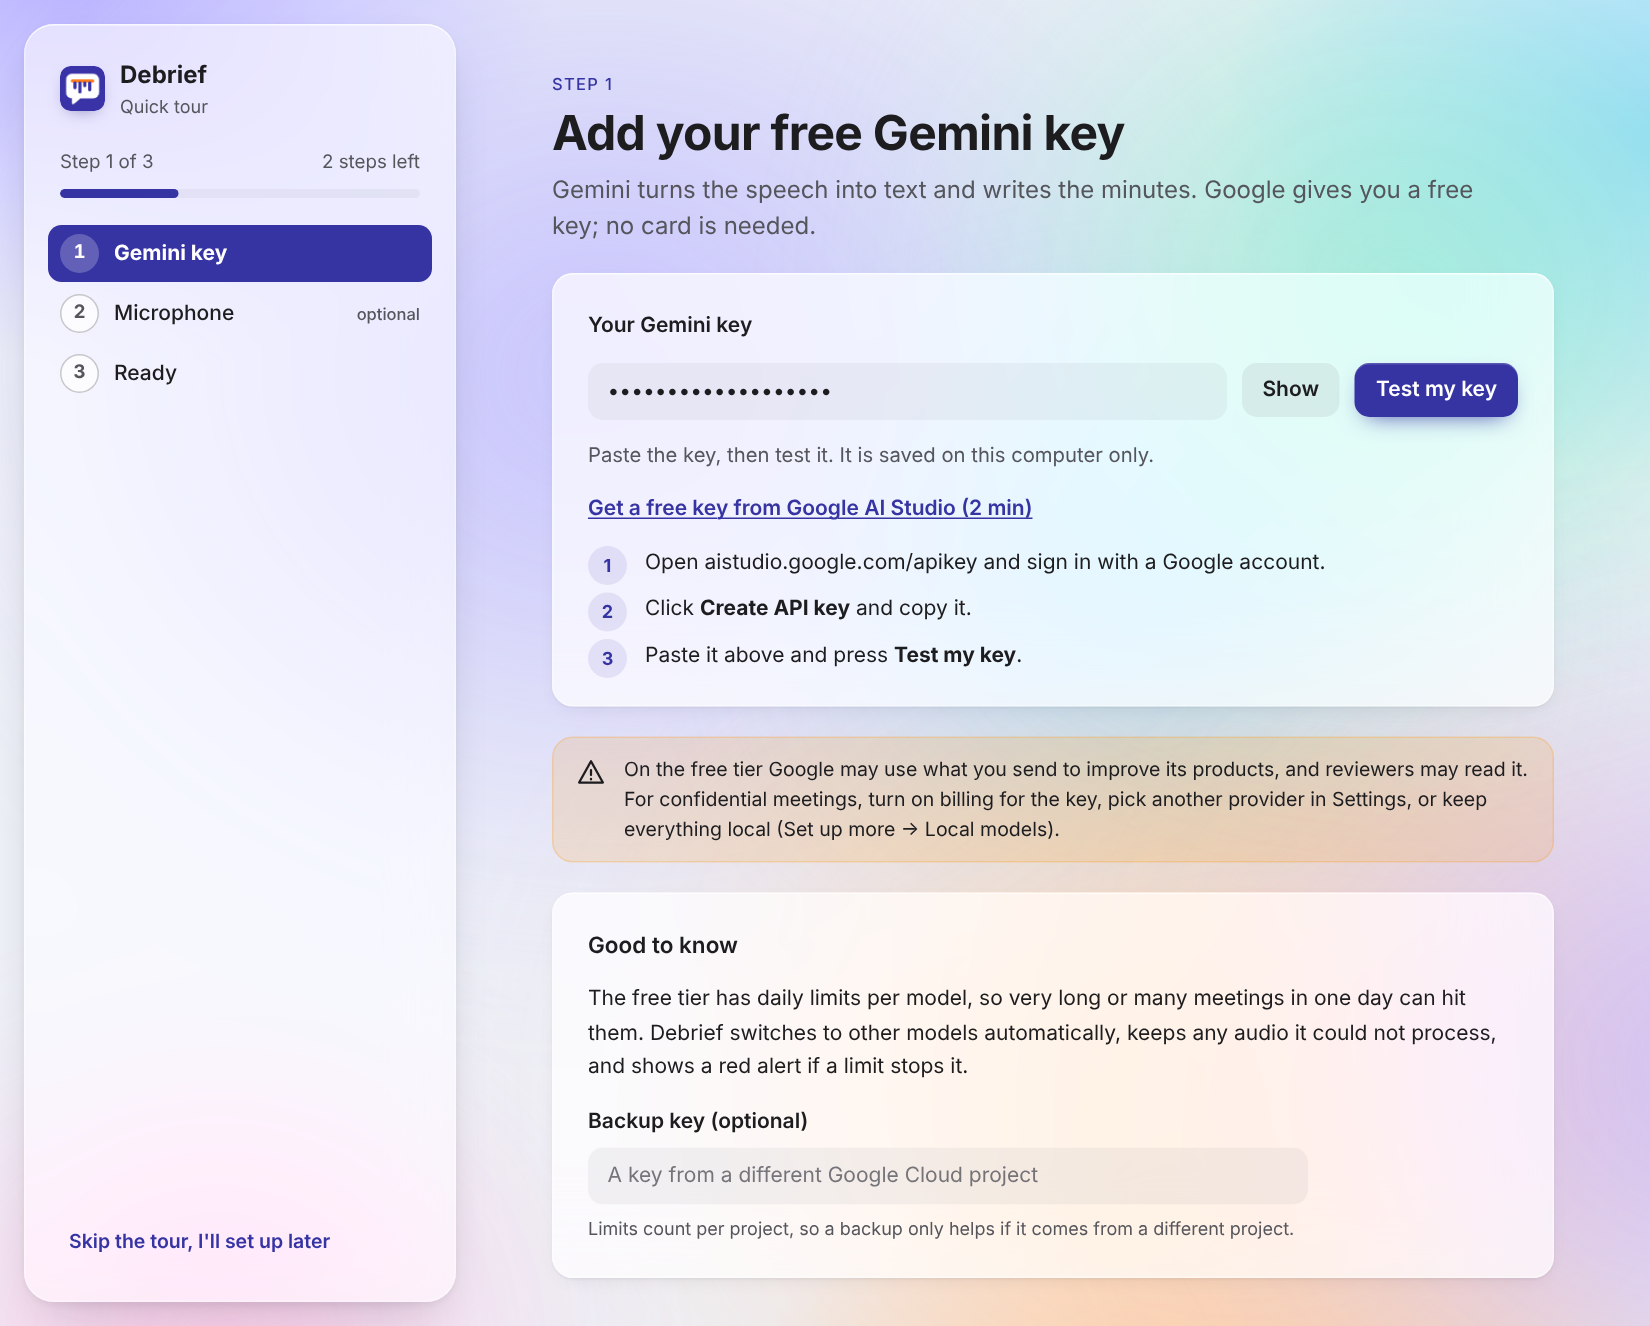 Debrief
Quick tour
Step 1 of 3
2 steps left
1 Gemini key
2 Microphone optional
3 Ready
Skip the tour, I'll set up later
STEP 1
Add your free Gemini key
Gemini turns the speech into text and writes the minutes. Google gives you a free
key; no card is needed.
Your Gemini key
•••••••••••••••••••
Show
Test my key
Paste the key, then test it. It is saved on this computer only.
Get a free key from Google AI Studio (2 min)
1 Open aistudio.google.com/apikey and sign in with a Google account.
2 Click Create API key and copy it.
3 Paste it above and press Test my key.
On the free tier Google may use what you send to improve its products, and reviewers may read it.
For confidential meetings, turn on billing for the key, pick another provider in Settings, or keep
everything local (Set up more → Local models).
Good to know
The free tier has daily limits per model, so very long or many meetings in one day can hit
them. Debrief switches to other models automatically, keeps any audio it could not process,
and shows a red alert if a limit stops it.
Backup key (optional)
A key from a different Google Cloud project
Limits count per project, so a backup only helps if it comes from a different project.